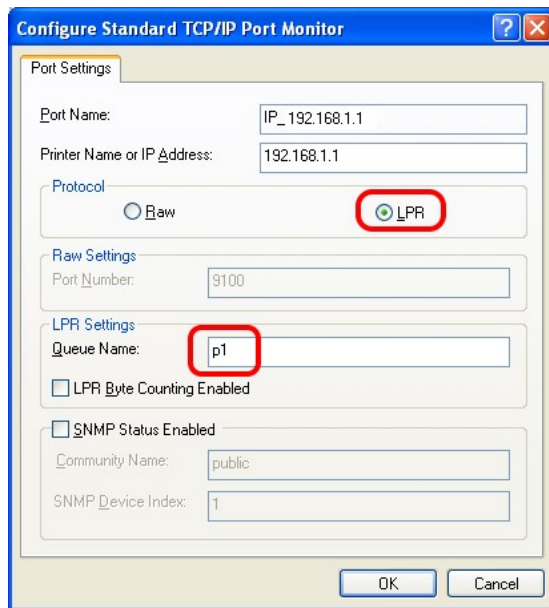 Configure Standard TCP/IP Port Monitor
Port Settings
Port Name: IP_192.168.1.1
Printer Name or IP Address: 192.168.1.1
Protocol
Raw LPR
Raw Settings
Port Number: 9100
LPR Settings
Queue Name: p1
LPR Byte Counting Enabled
SNMP Status Enabled
Community Name: public
SNMP Device Index: 1
OK Cancel